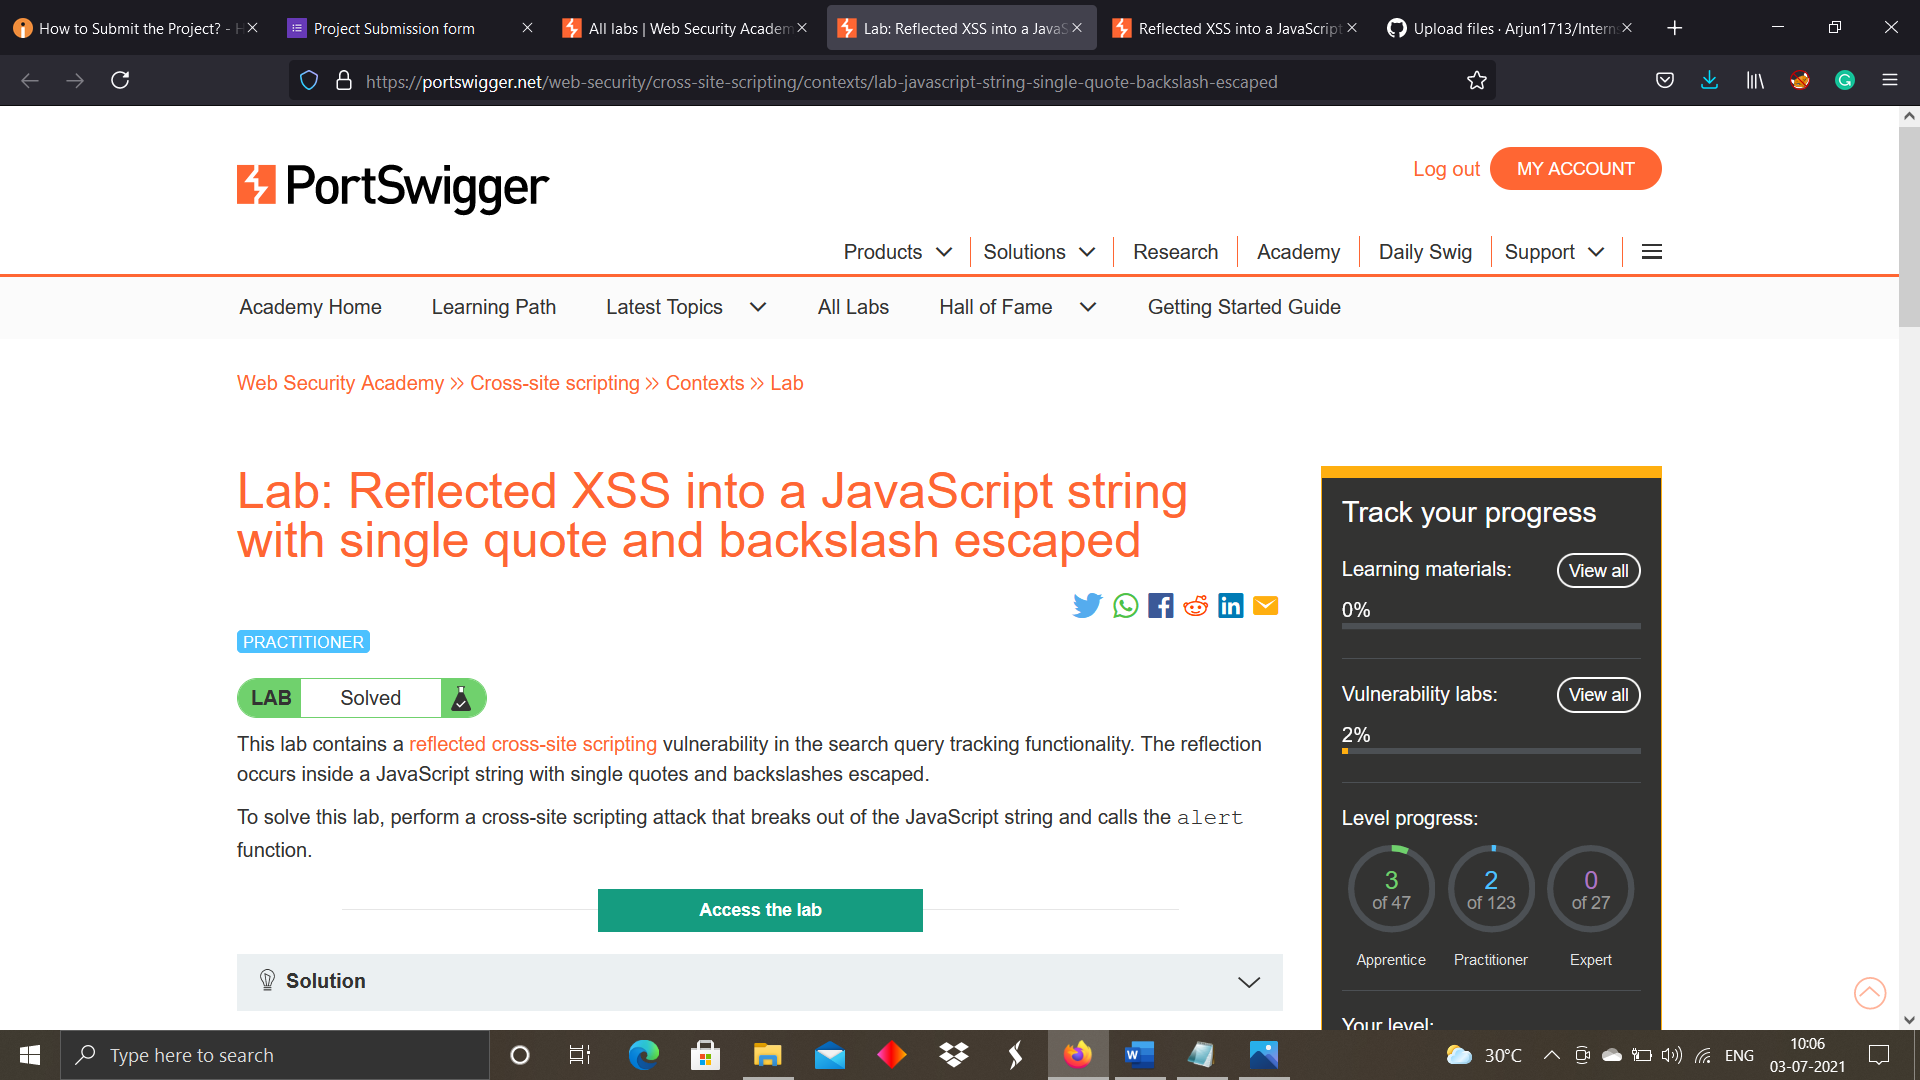 How to Submit the Project? - H
Project Submission form
All labs | Web Security Academ
Lab: Reflected XSS into a JavaS
Reflected XSS into a JavaScript
Upload files · Arjun1713/Interns
https://portswigger.net/web-security/cross-site-scripting/contexts/lab-javascript-string-single-quote-backslash-escaped
PortSwigger
Log out
MY ACCOUNT
Products
Solutions
Research
Academy
Daily Swig
Support
Academy Home
Learning Path
Latest Topics
All Labs
Hall of Fame
Getting Started Guide
Web Security Academy » Cross-site scripting » Contexts » Lab
Lab: Reflected XSS into a JavaScript string
with single quote and backslash escaped
PRACTITIONER
LAB Solved
This lab contains a reflected cross-site scripting vulnerability in the search query tracking functionality. The reflection
occurs inside a JavaScript string with single quotes and backslashes escaped.
To solve this lab, perform a cross-site scripting attack that breaks out of the JavaScript string and calls the alert
function.
Access the lab
Solution
Track your progress
Learning materials:
View all
0%
Vulnerability labs:
View all
2%
Level progress:
3
of 47
Apprentice
2
of 123
Practitioner
0
of 27
Expert
Your level:
Type here to search
30°C
ENG
10:06
03-07-2021